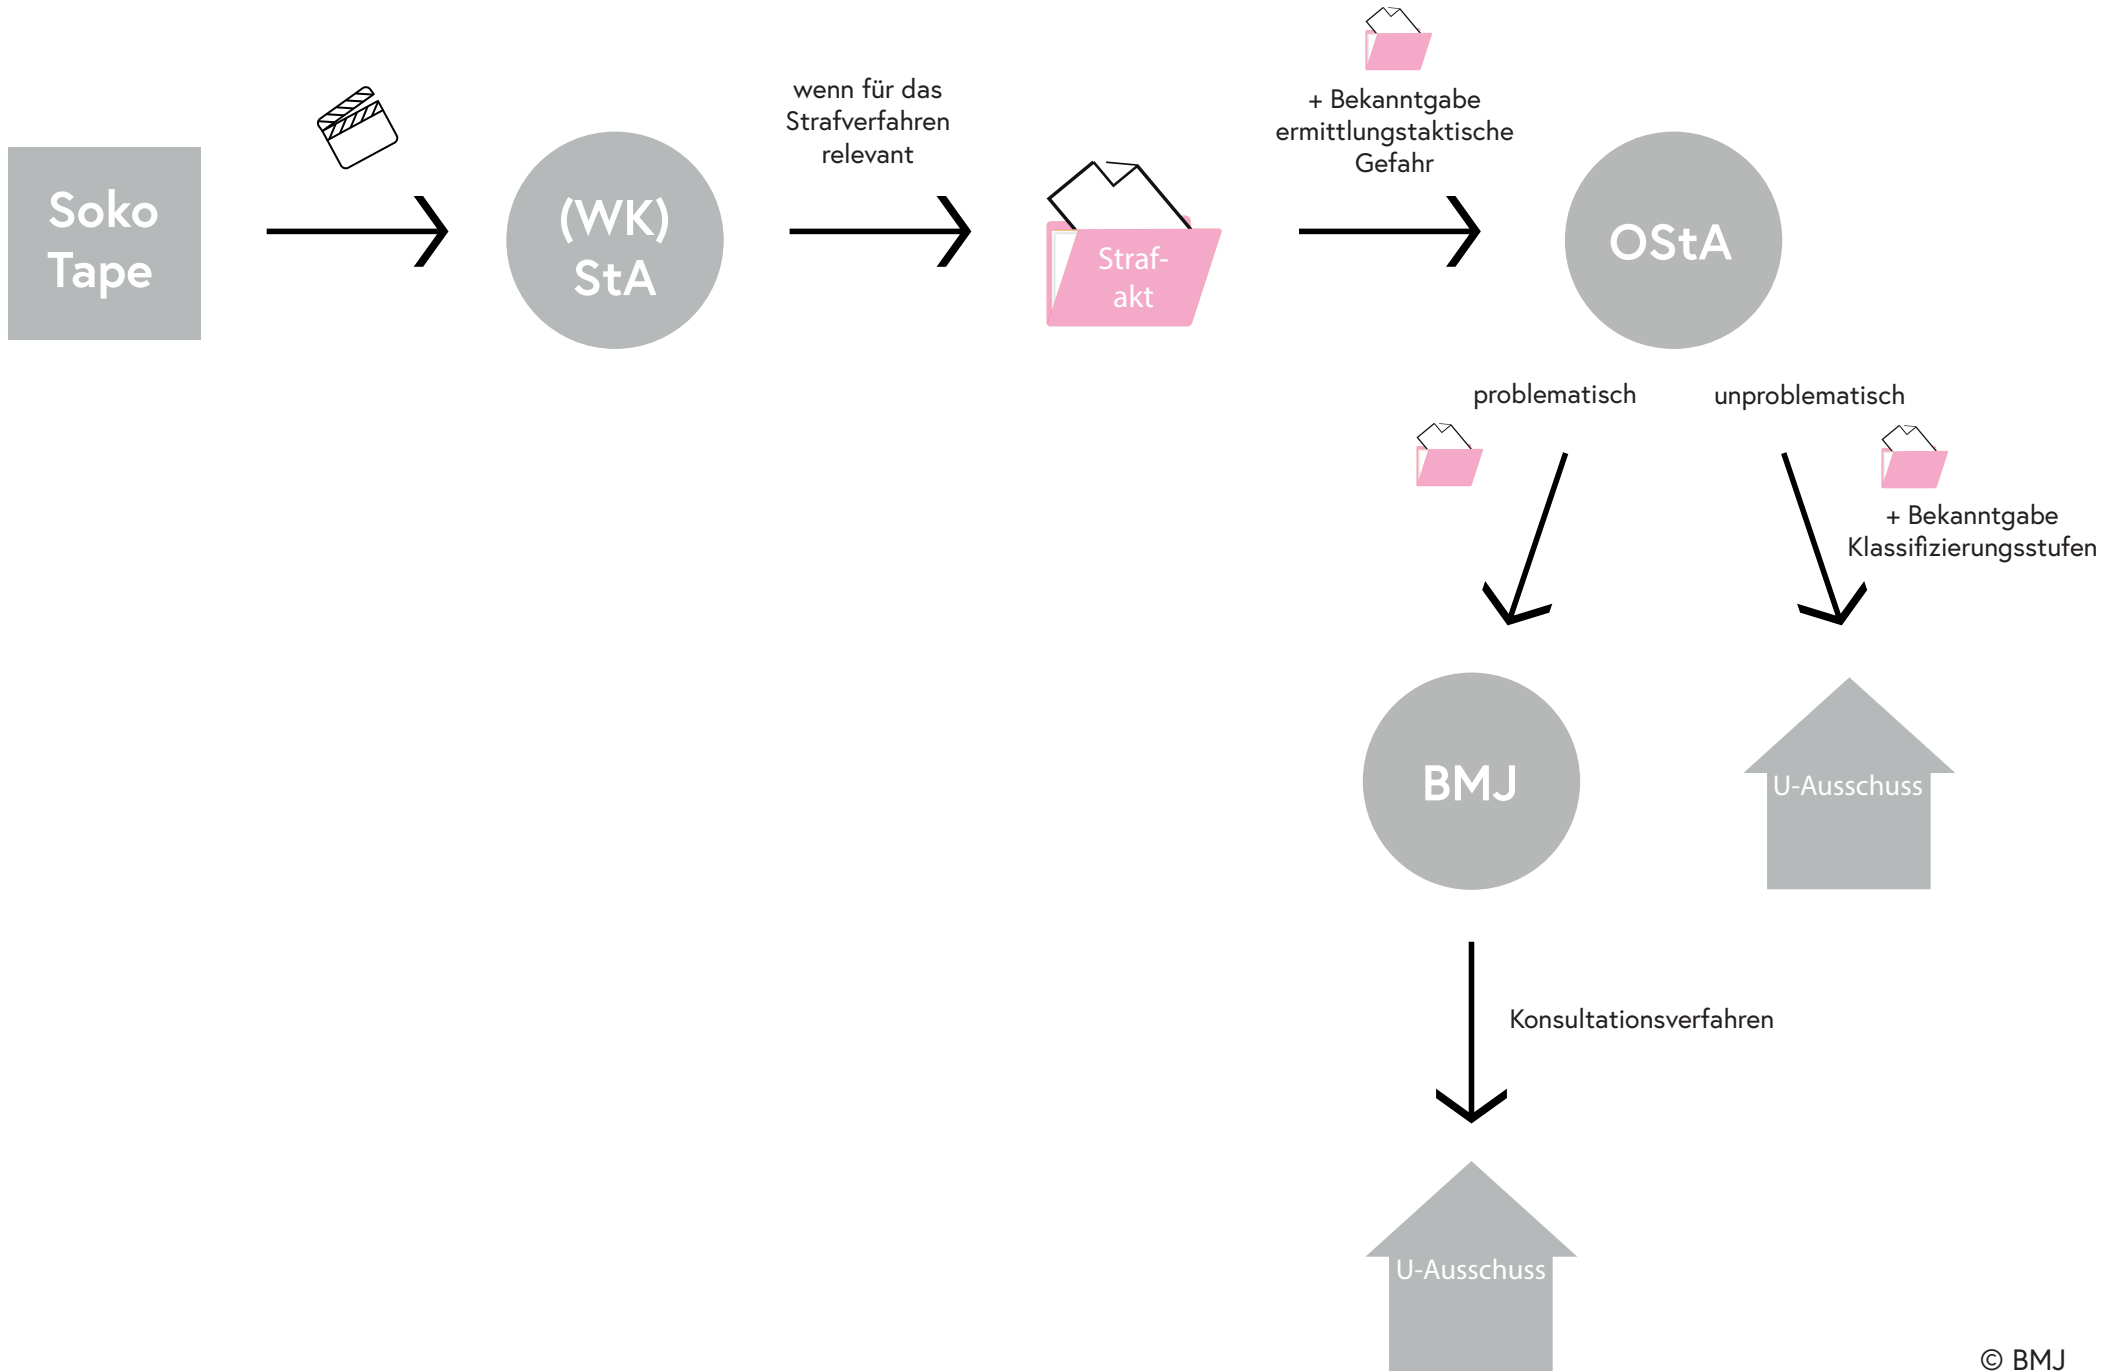 Soko
Tape
(WK)
StA
wenn für das
Strafverfahren
relevant
Straf-
akt
+ Bekanntgabe
ermittlungstaktische
Gefahr
OStA
problematisch
unproblematisch
+ Bekanntgabe
Klassifizierungsstufen
BMJ
U-Ausschuss
Konsultationsverfahren
U-Ausschuss
© BMJ